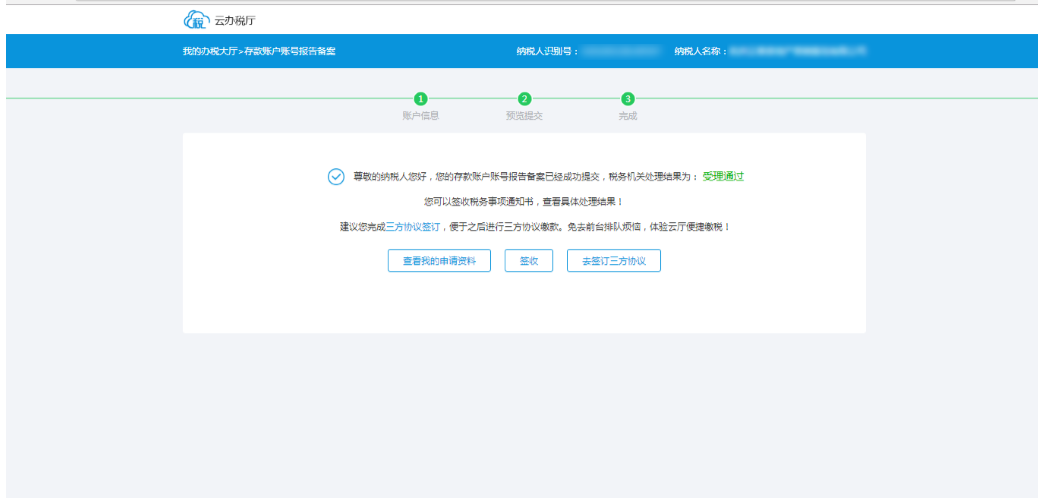 税 云办税厅
我的办税大厅>存款账户账号报告备案 纳税人识别号： 纳税人名称：
1 2 3
账户信息 预览提交 完成
尊敬的纳税人您好，您的存款账户账号报告备案已经成功提交，税务机关处理结果为：受理通过
您可以签收税务事项通知书，查看具体处理结果！
建议您完成三方协议签订，便于之后进行三方协议缴款。免去前台排队烦恼，体验云厅便捷缴税！
查看我的申请资料 签收 去签订三方协议